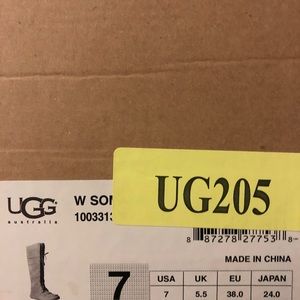 UGG
australia
W SOM
1003313
UG205
8 87278 27753 8
MADE IN CHINA
7
USA UK EU JAPAN
7 5.5 38.0 24.0